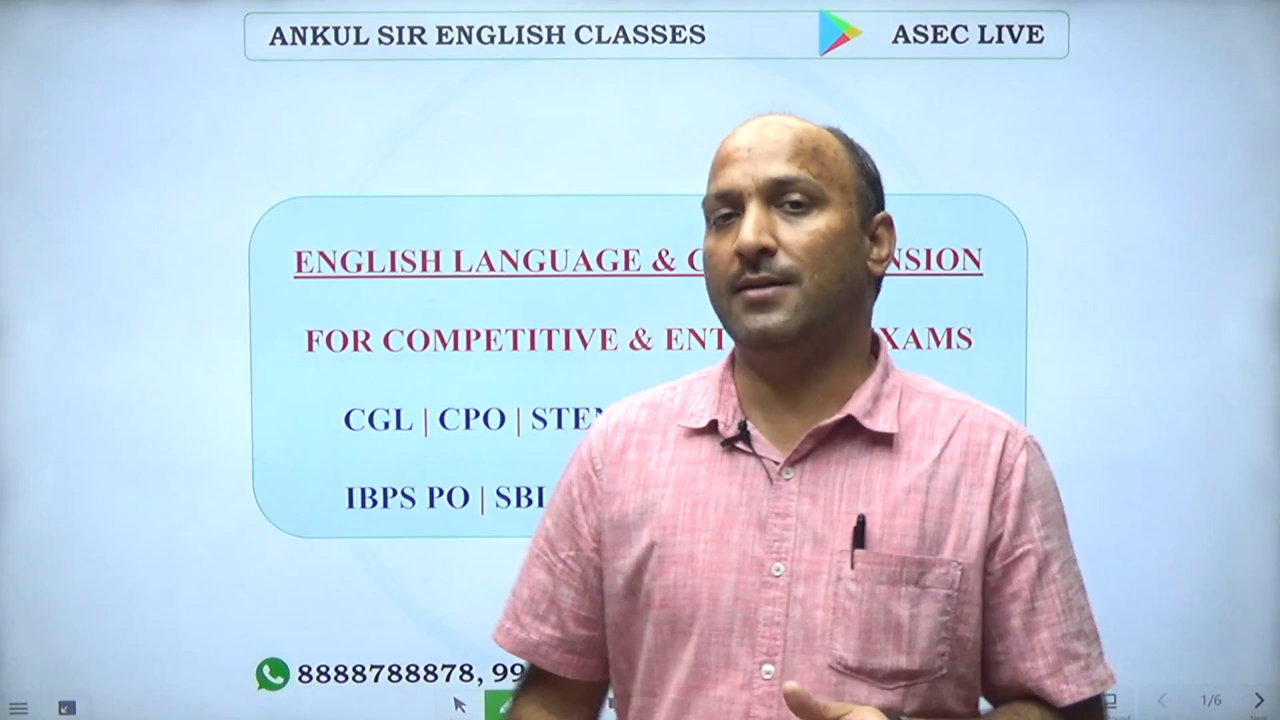 ANKUL SIR ENGLISH CLASSES ASEC LIVE
ENGLISH LANGUAGE & C NSION
FOR COMPETITIVE & ENT XAMS
CGL | CPO | STEN
IBPS PO | SBI
8888788878, 99
1/6